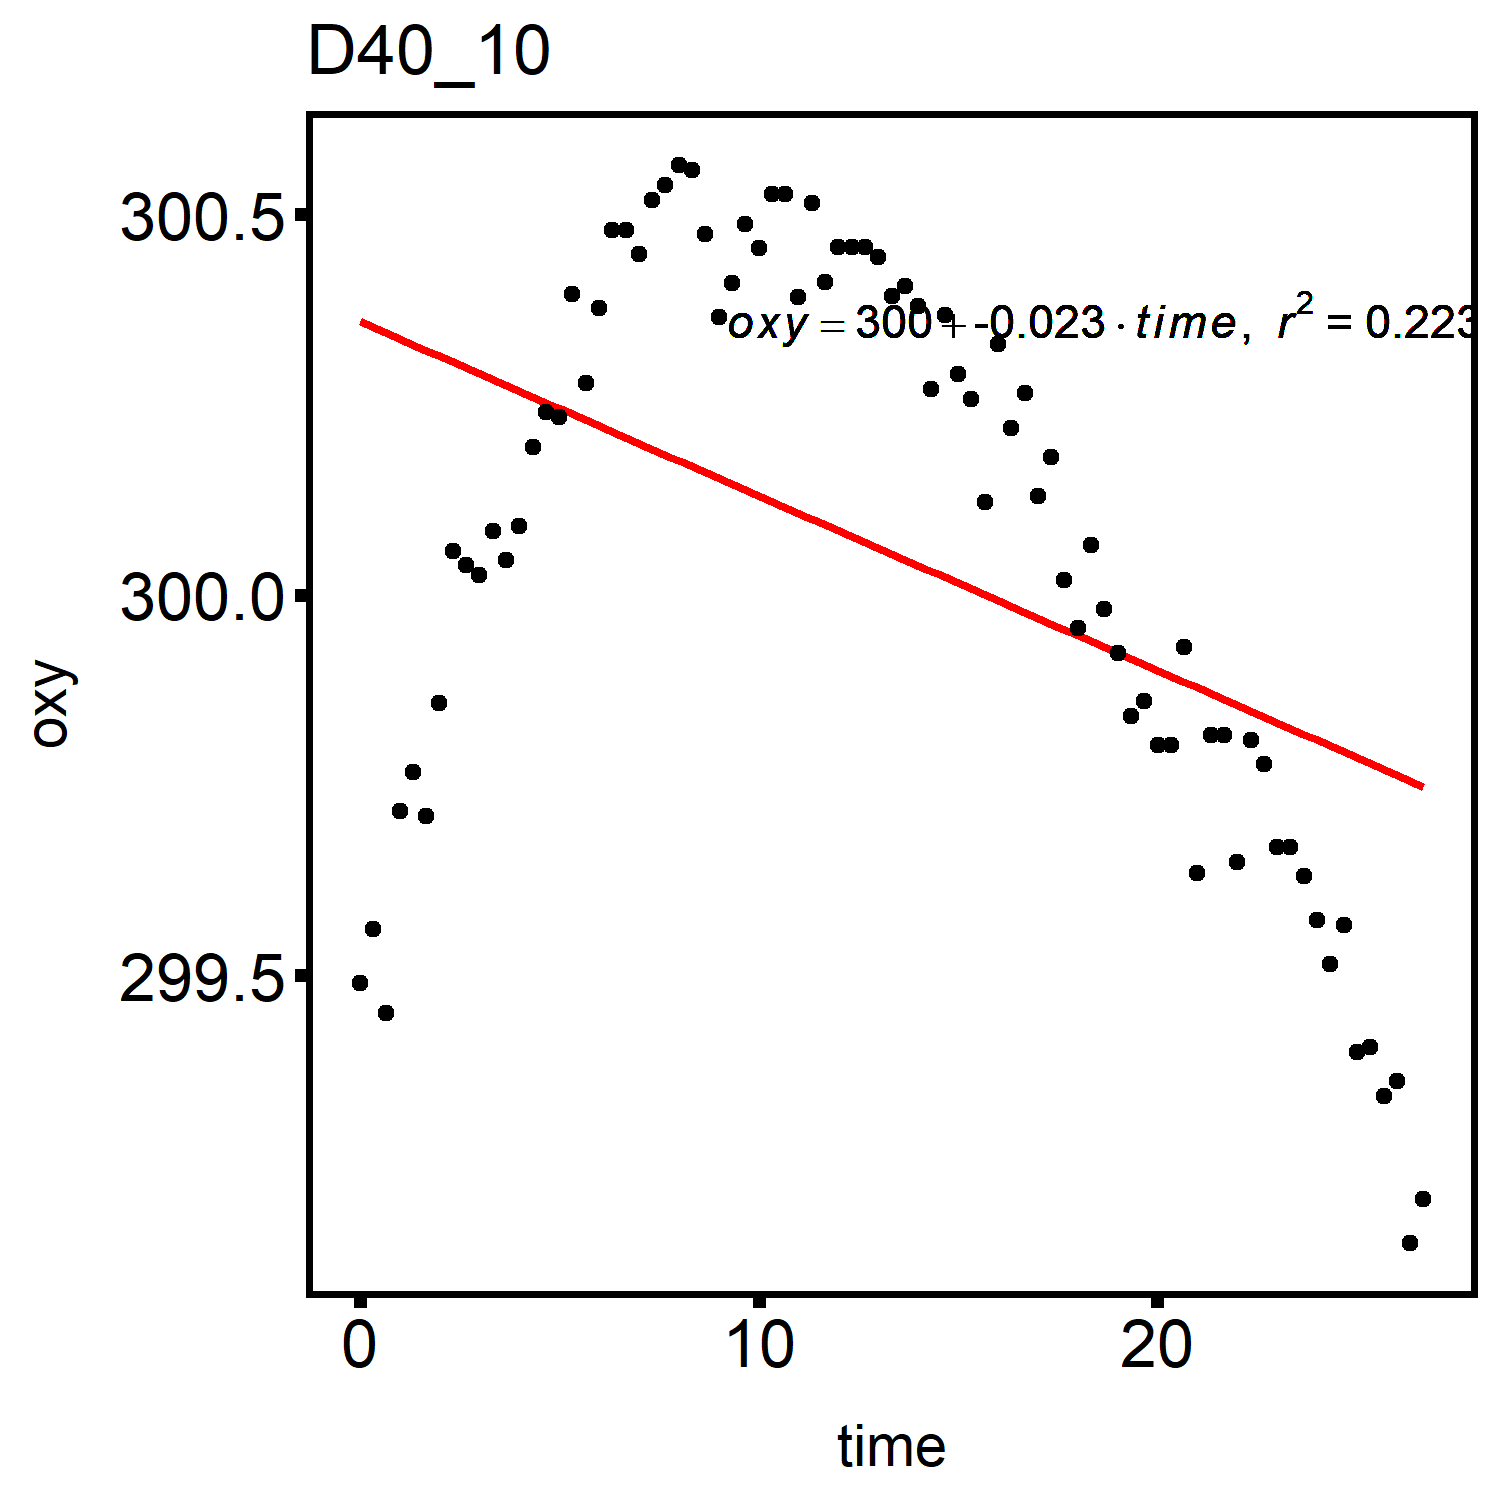 D40_10
300.5
oxy = 300 + -0.023 · time, r² = 0.223
300.0
oxy
299.5
0 10 20
time